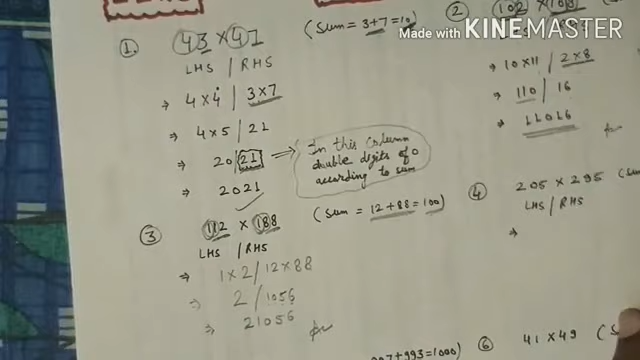 Made with KINEMASTER
1. 43 × 47
(Sum = 3+7 = 10)
LHS / RHS
⇒ 4 × 4 / 3×7
⇒ 4×5 / 21
⇒ 20/21
⇒ 2021
In this column
double digits of 0
according to sum
2
⇒ 10 × 11 / 2×8
⇒ 110 / 16
⇒ 11016
3 112 × 188
(Sum = 12+88 = 100)
LHS / RHS
⇒ 1×2 / 12×88
⇒ 2 / 1056
⇒ 21056
4 205 × 295
LHS / RHS
⇒
+993=1000)
6 41 × 49